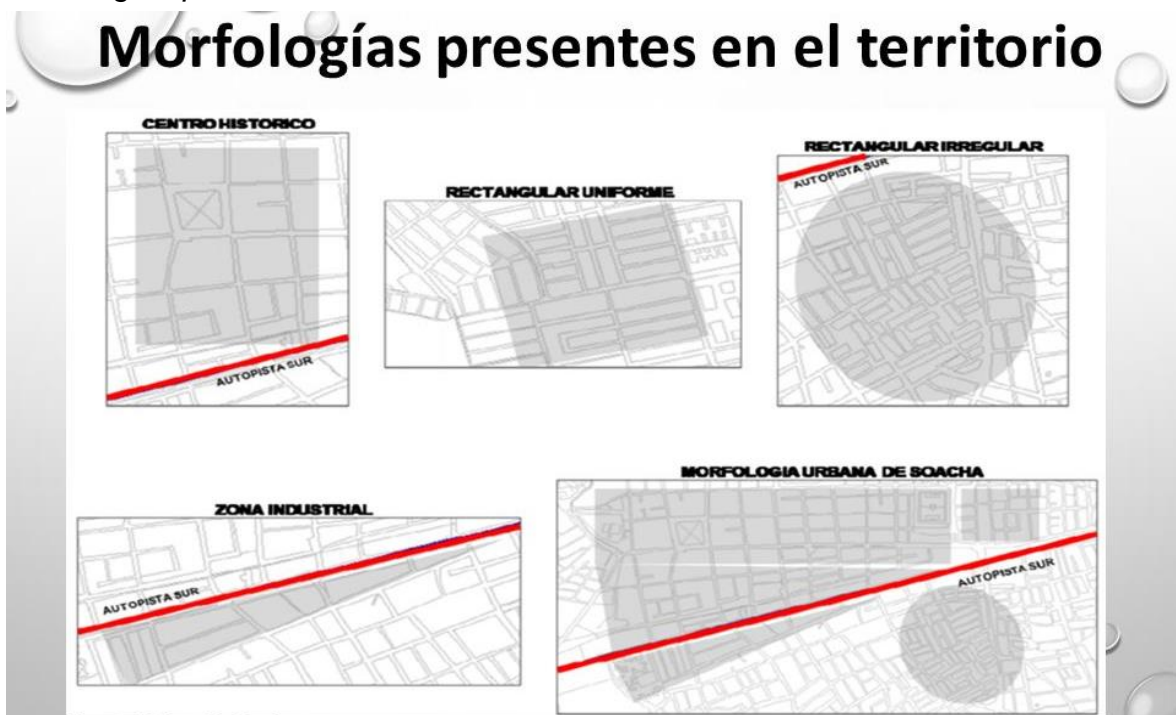 Morfologías presentes en el territorio
CENTRO HISTORICO
AUTOPISTA SUR
RECTANGULAR UNIFORME
RECTANGULAR IRREGULAR
AUTOPISTA SUR
ZONA INDUSTRIAL
AUTOPISTA SUR
MORFOLOGIA URBANA DE SOACHA
AUTOPISTA SUR